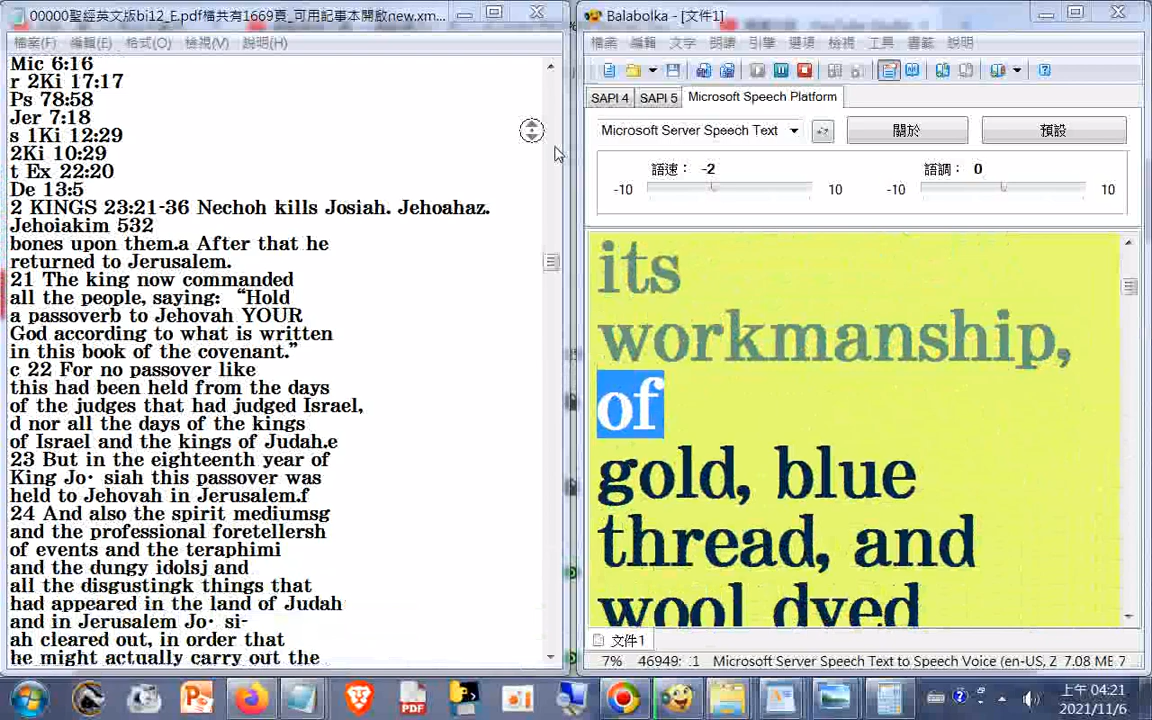 00000聖經英文版bi12_E.pdf檔共有1669頁_可用記事本開啟new.xm...
檔案(F) 編輯(E) 格式(O) 檢視(V) 說明(H)
Mic 6:16
r 2Ki 17:17
Ps 78:58
Jer 7:18
s 1Ki 12:29
2Ki 10:29
t Ex 22:20
De 13:5
2 KINGS 23:21-36 Nechoh kills Josiah. Jehoahaz.
Jehoiakim 532
bones upon them.a After that he
returned to Jerusalem.
21 The king now commanded
all the people, saying: “Hold
a passoverb to Jehovah YOUR
God according to what is written
in this book of the covenant.”
c 22 For no passover like
this had been held from the days
of the judges that had judged Israel,
d nor all the days of the kings
of Israel and the kings of Judah.e
23 But in the eighteenth year of
King Jo· siah this passover was
held to Jehovah in Jerusalem.f
24 And also the spirit mediumsg
and the professional foretellersh
of events and the teraphimi
and the dungy idolsj and
all the disgustingk things that
had appeared in the land of Judah
and in Jerusalem Jo· si-
ah cleared out, in order that
he might actually carry out the
Balabolka - [文件1]
檔案 編輯 文字 朗讀 引擎 選項 檢視 工具 書籤 說明
SAPI 4 SAPI 5 Microsoft Speech Platform
Microsoft Server Speech Text 關於 預設
語速: -2 語調: 0
-10 10 -10 10
its
workmanship,
of
gold, blue
thread, and
wool dyed
文件1
7% 46949: 1 Microsoft Server Speech Text to Speech Voice (en-US, Z 7.08 ME 7
上午 04:21
2021/11/6